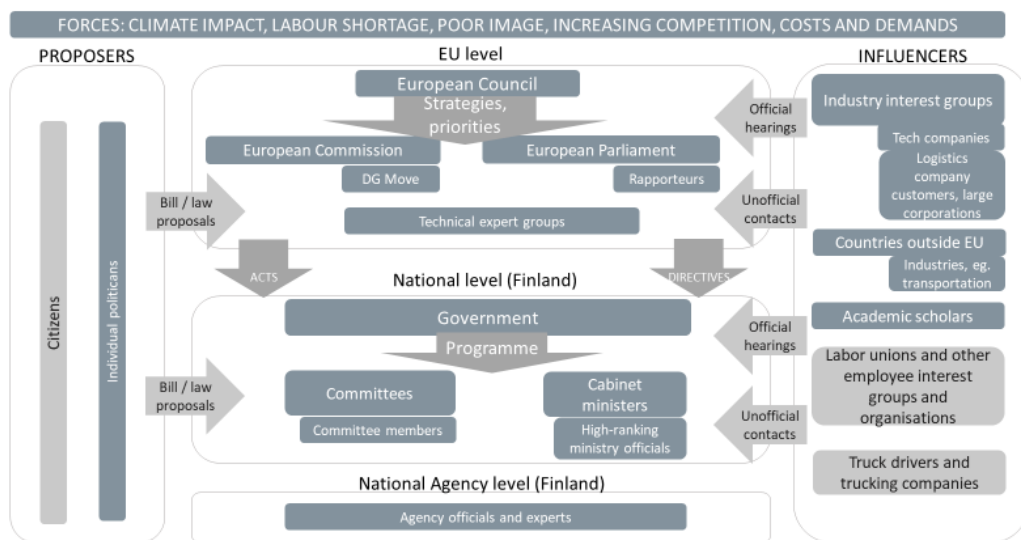 FORCES: CLIMATE IMPACT, LABOUR SHORTAGE, POOR IMAGE, INCREASING COMPETITION, COSTS AND DEMANDS
PROPOSERS
Citizens
Individual politicans
Bill / law
proposals
Bill / law
proposals
EU level
European Council
Strategies,
priorities
European Commission
European Parliament
DG Move
Rapporteurs
Technical expert groups
ACTS
DIRECTIVES
National level (Finland)
Government
Programme
Committees
Committee members
Cabinet
ministers
High-ranking
ministry officials
National Agency level (Finland)
Agency officials and experts
Official
hearings
Unofficial
contacts
Official
hearings
Unofficial
contacts
INFLUENCERS
Industry interest groups
Tech companies
Logistics
company
customers, large
corporations
Countries outside EU
Industries, eg.
transportation
Academic scholars
Labor unions and other
employee interest
groups and
organisations
Truck drivers and
trucking companies